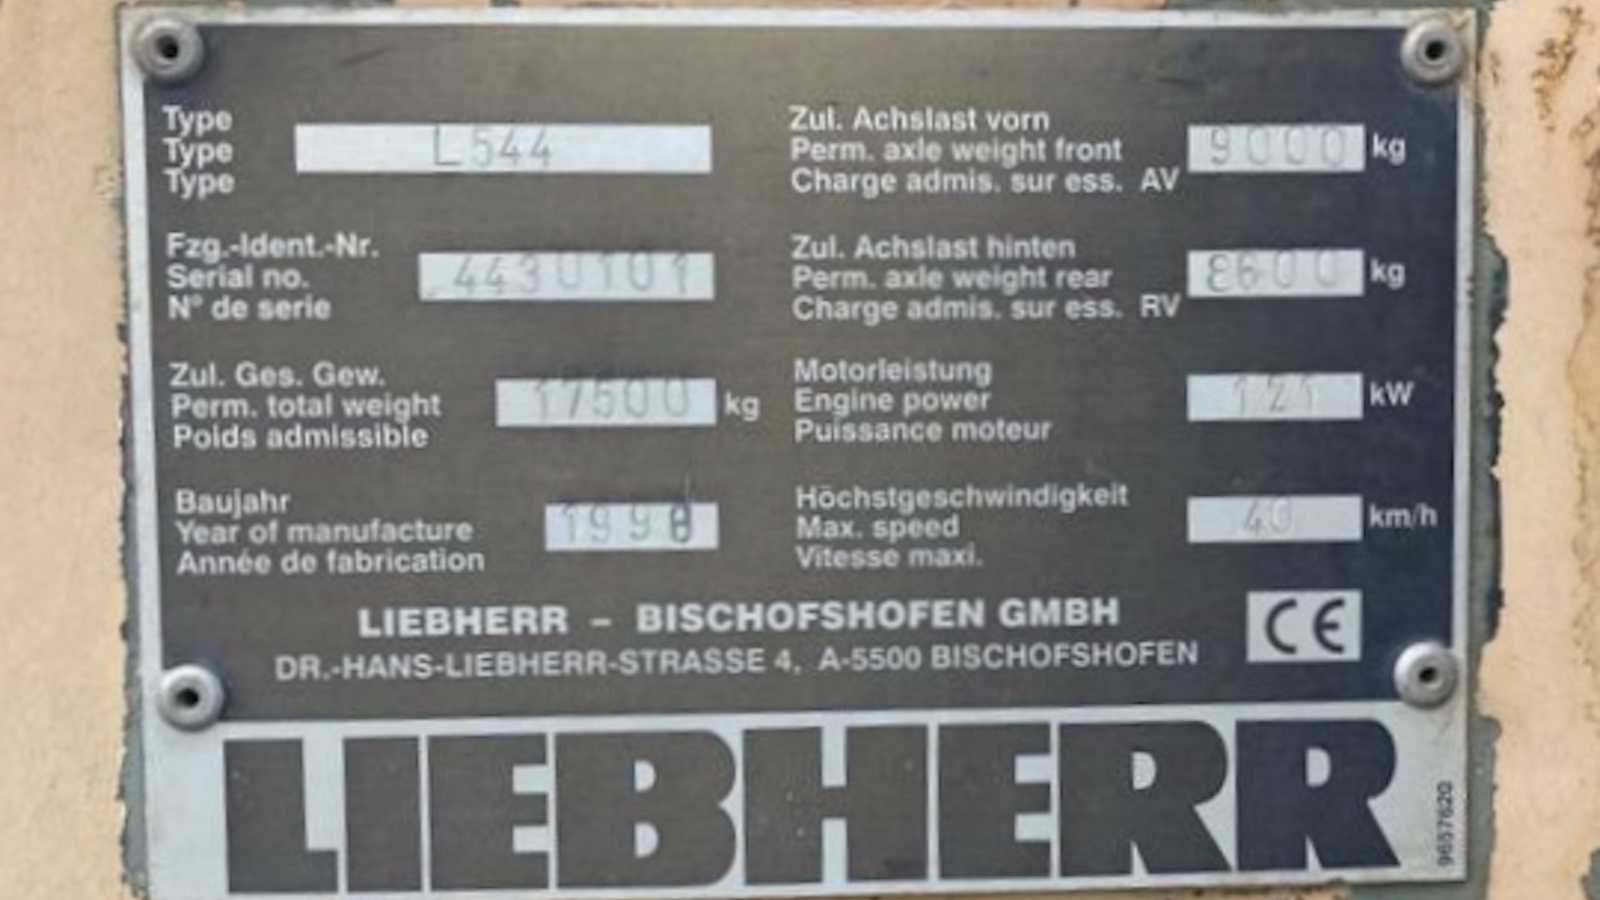 Type
Type L544
Type
Fzg.-Ident.-Nr.
Serial no. 4430101
N° de serie
Zul. Ges. Gew.
Perm. total weight 17500 kg
Poids admissible
Baujahr
Year of manufacture
Année de fabrication
Zul. Achslast vorn
Perm. axle weight front 9000 kg
Charge admis. sur ess. AV
Zul. Achslast hinten
Perm. axle weight rear 8600 kg
Charge admis. sur ess. RV
Motorleistung
Engine power 121 kW
Puissance moteur
Höchstgeschwindigkeit
Max. speed 40 km/h
Vitesse maxi.
LIEBHERR – BISCHOFSHOFEN GMBH
DR.-HANS-LIEBHERR-STRASSE 4, A-5500 BISCHOFSHOFEN
CE
LIEBHERR
9657620